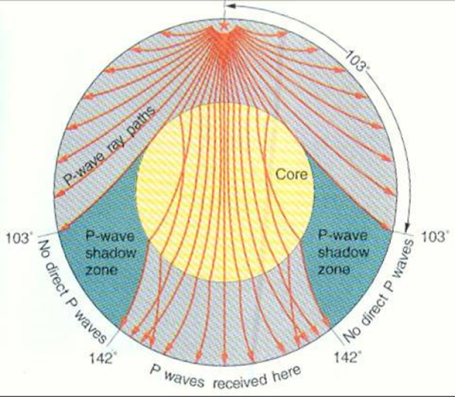 103°
P-wave ray paths
Core
103°
P-wave
shadow
zone
P-wave
shadow
zone
103°
No direct P waves
No direct P waves
142°
142°
P waves received here